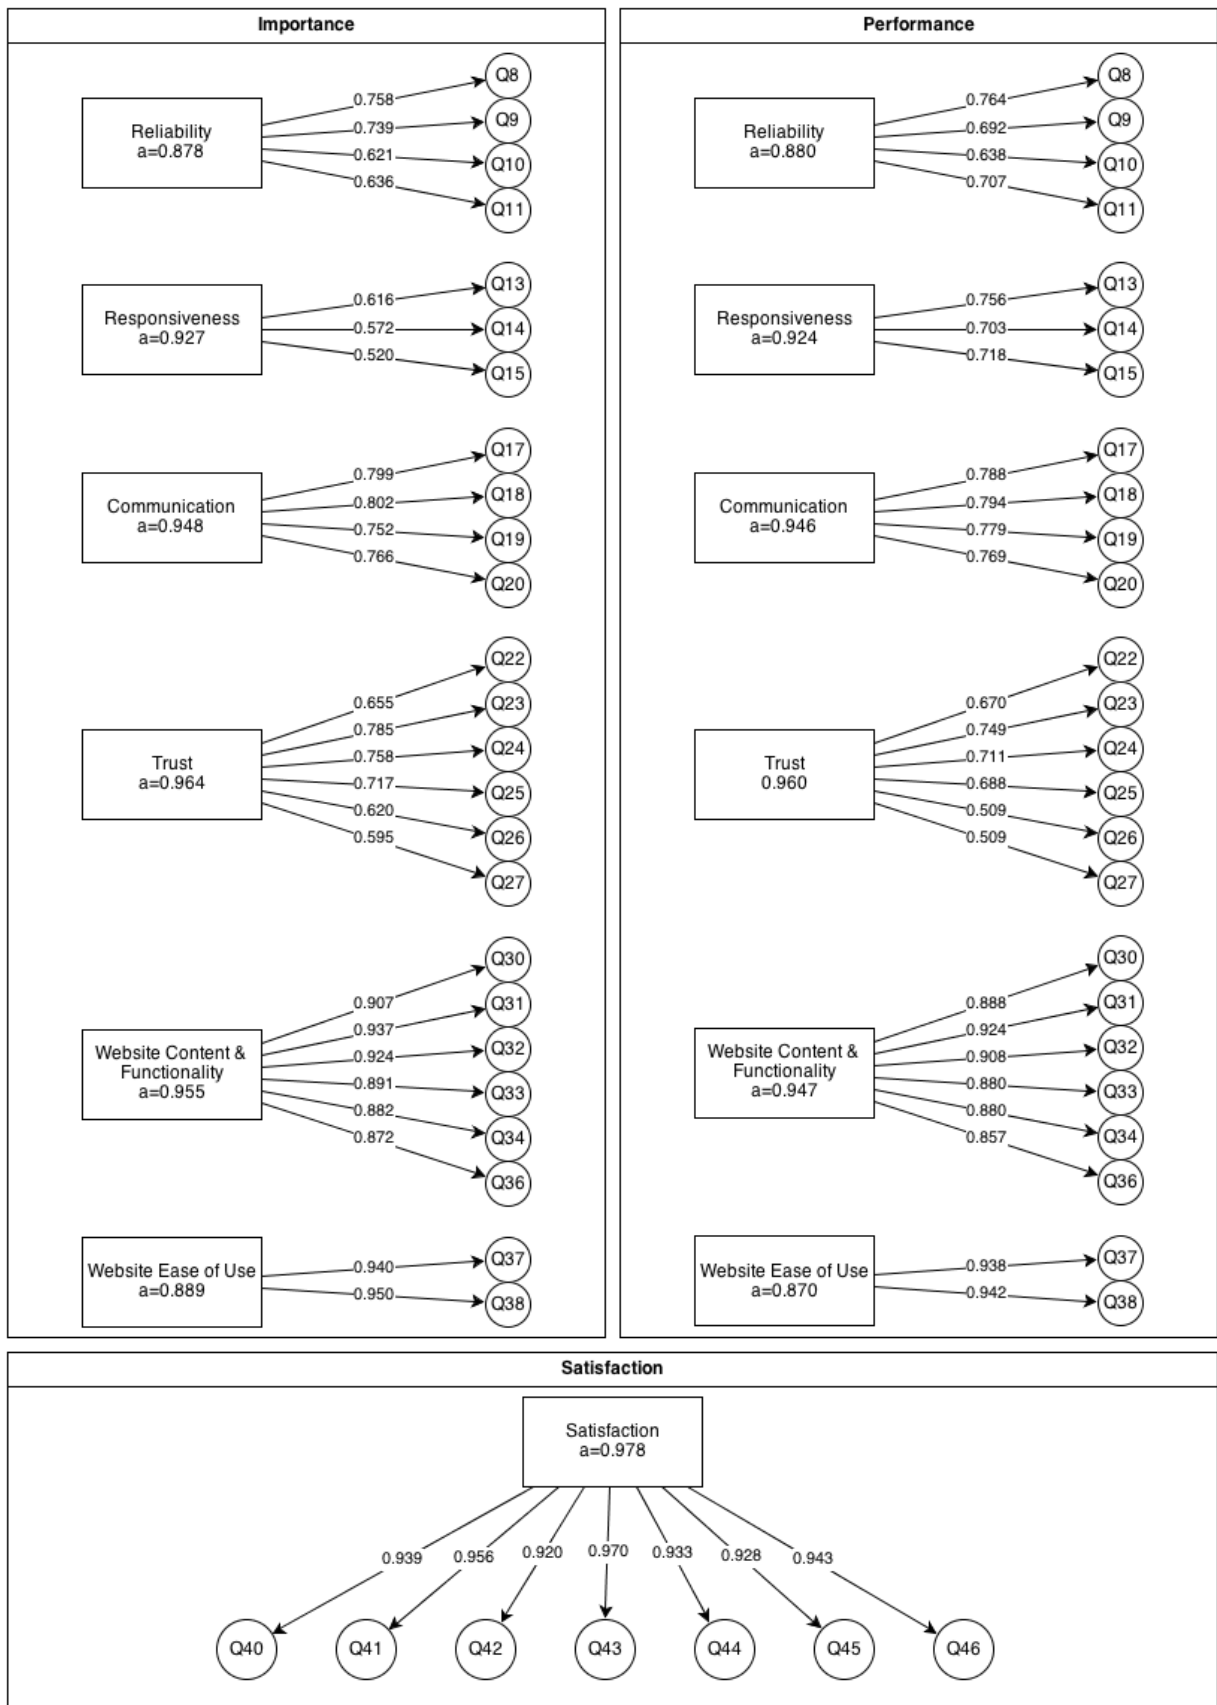 Importance
Reliability
a=0.878
0.758
0.739
0.621
0.636
Q8
Q9
Q10
Q11
Responsiveness
a=0.927
0.616
0.572
0.520
Q13
Q14
Q15
Communication
a=0.948
0.799
0.802
0.752
0.766
Q17
Q18
Q19
Q20
Trust
a=0.964
0.655
0.785
0.758
0.717
0.620
0.595
Q22
Q23
Q24
Q25
Q26
Q27
Website Content &
Functionality
a=0.955
0.907
0.937
0.924
0.891
0.882
0.872
Q30
Q31
Q32
Q33
Q34
Q36
Website Ease of Use
a=0.889
0.940
0.950
Q37
Q38
Performance
Reliability
a=0.880
0.764
0.692
0.638
0.707
Q8
Q9
Q10
Q11
Responsiveness
a=0.924
0.756
0.703
0.718
Q13
Q14
Q15
Communication
a=0.946
0.788
0.794
0.779
0.769
Q17
Q18
Q19
Q20
Trust
0.960
0.670
0.749
0.711
0.688
0.509
0.509
Q22
Q23
Q24
Q25
Q26
Q27
Website Content &
Functionality
a=0.947
0.888
0.924
0.908
0.880
0.880
0.857
Q30
Q31
Q32
Q33
Q34
Q36
Website Ease of Use
a=0.870
0.938
0.942
Q37
Q38
Satisfaction
Satisfaction
a=0.978
0.939
0.956
0.920
0.970
0.933
0.928
0.943
Q40
Q41
Q42
Q43
Q44
Q45
Q46